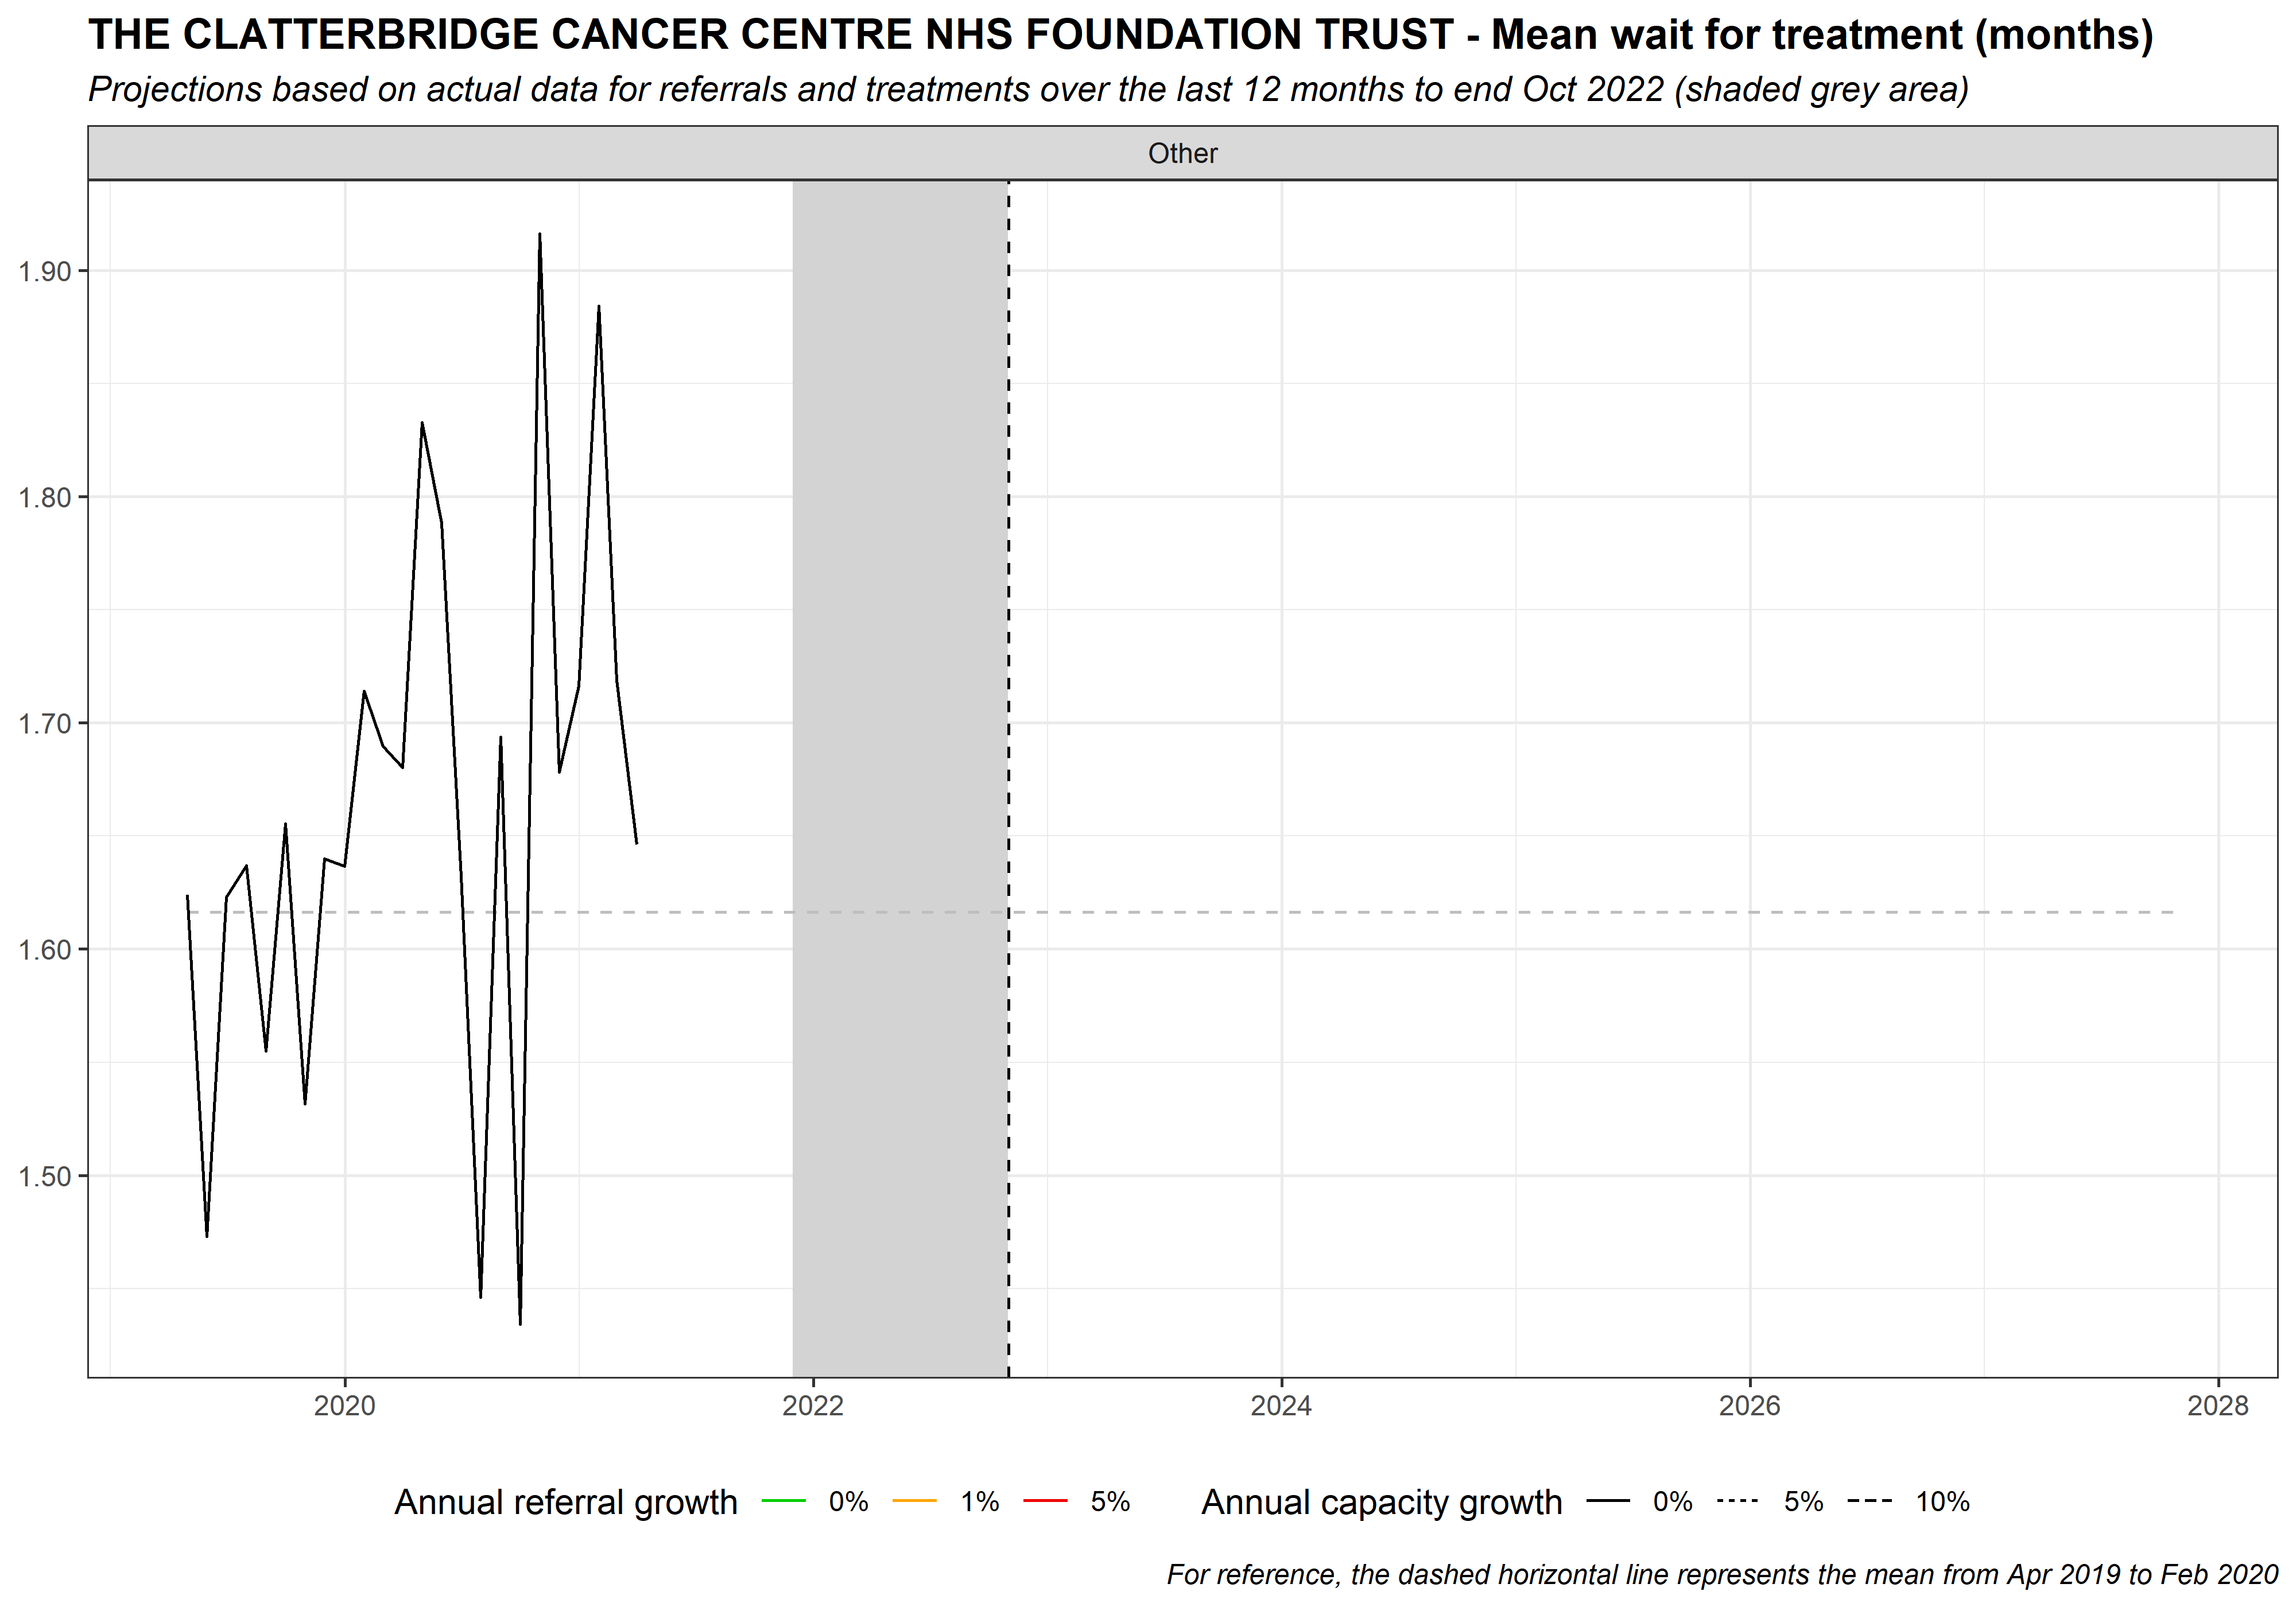 THE CLATTERBRIDGE CANCER CENTRE NHS FOUNDATION TRUST - Mean wait for treatment (months)
Projections based on actual data for referrals and treatments over the last 12 months to end Oct 2022 (shaded grey area)
Other
1.90
1.80
1.70
1.60
1.50
2020 2022 2024 2026 2028
Annual referral growth 0% 1% 5% Annual capacity growth 0% 5% 10%
For reference, the dashed horizontal line represents the mean from Apr 2019 to Feb 2020